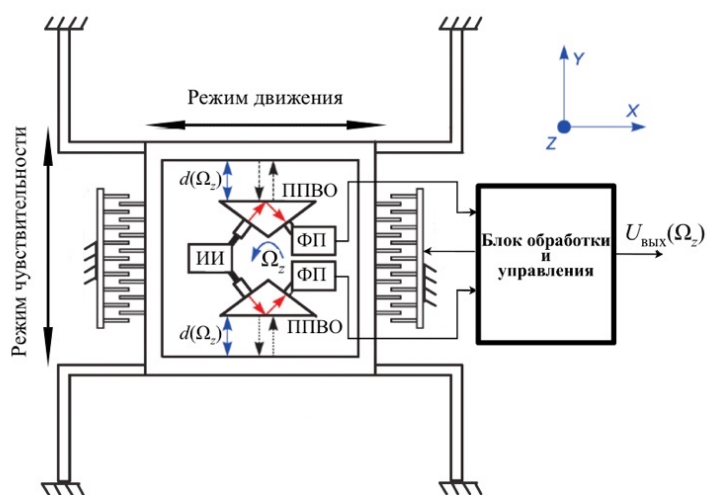 Режим движения
Режим чувствительности
Y
X
Z
d(Ωz)
ППВО
ФП
ИИ
Ωz
ФП
ППВО
d(Ωz)
Блок обработки
и
управления
Uвых(Ωz)